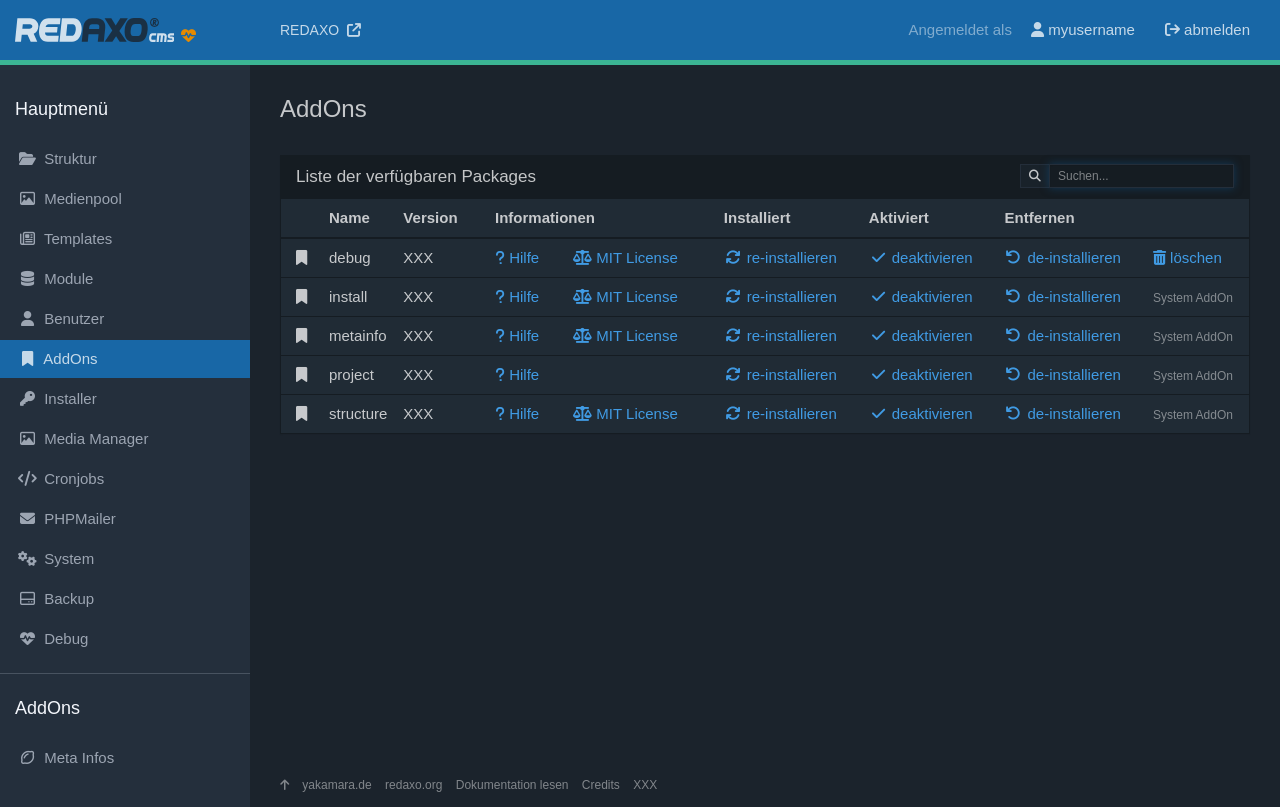 REDAXO® cms
REDAXO
Angemeldet als myusername abmelden
Hauptmenü
Struktur
Medienpool
Templates
Module
Benutzer
AddOns
Installer
Media Manager
Cronjobs
PHPMailer
System
Backup
Debug
AddOns
Meta Infos
AddOns
Liste der verfügbaren Packages
Suchen...
Name Version Informationen Installiert Aktiviert Entfernen
debug XXX Hilfe MIT License re-installieren deaktivieren de-installieren löschen
install XXX Hilfe MIT License re-installieren deaktivieren de-installieren System AddOn
metainfo XXX Hilfe MIT License re-installieren deaktivieren de-installieren System AddOn
project XXX Hilfe re-installieren deaktivieren de-installieren System AddOn
structure XXX Hilfe MIT License re-installieren deaktivieren de-installieren System AddOn
yakamara.de redaxo.org Dokumentation lesen Credits XXX